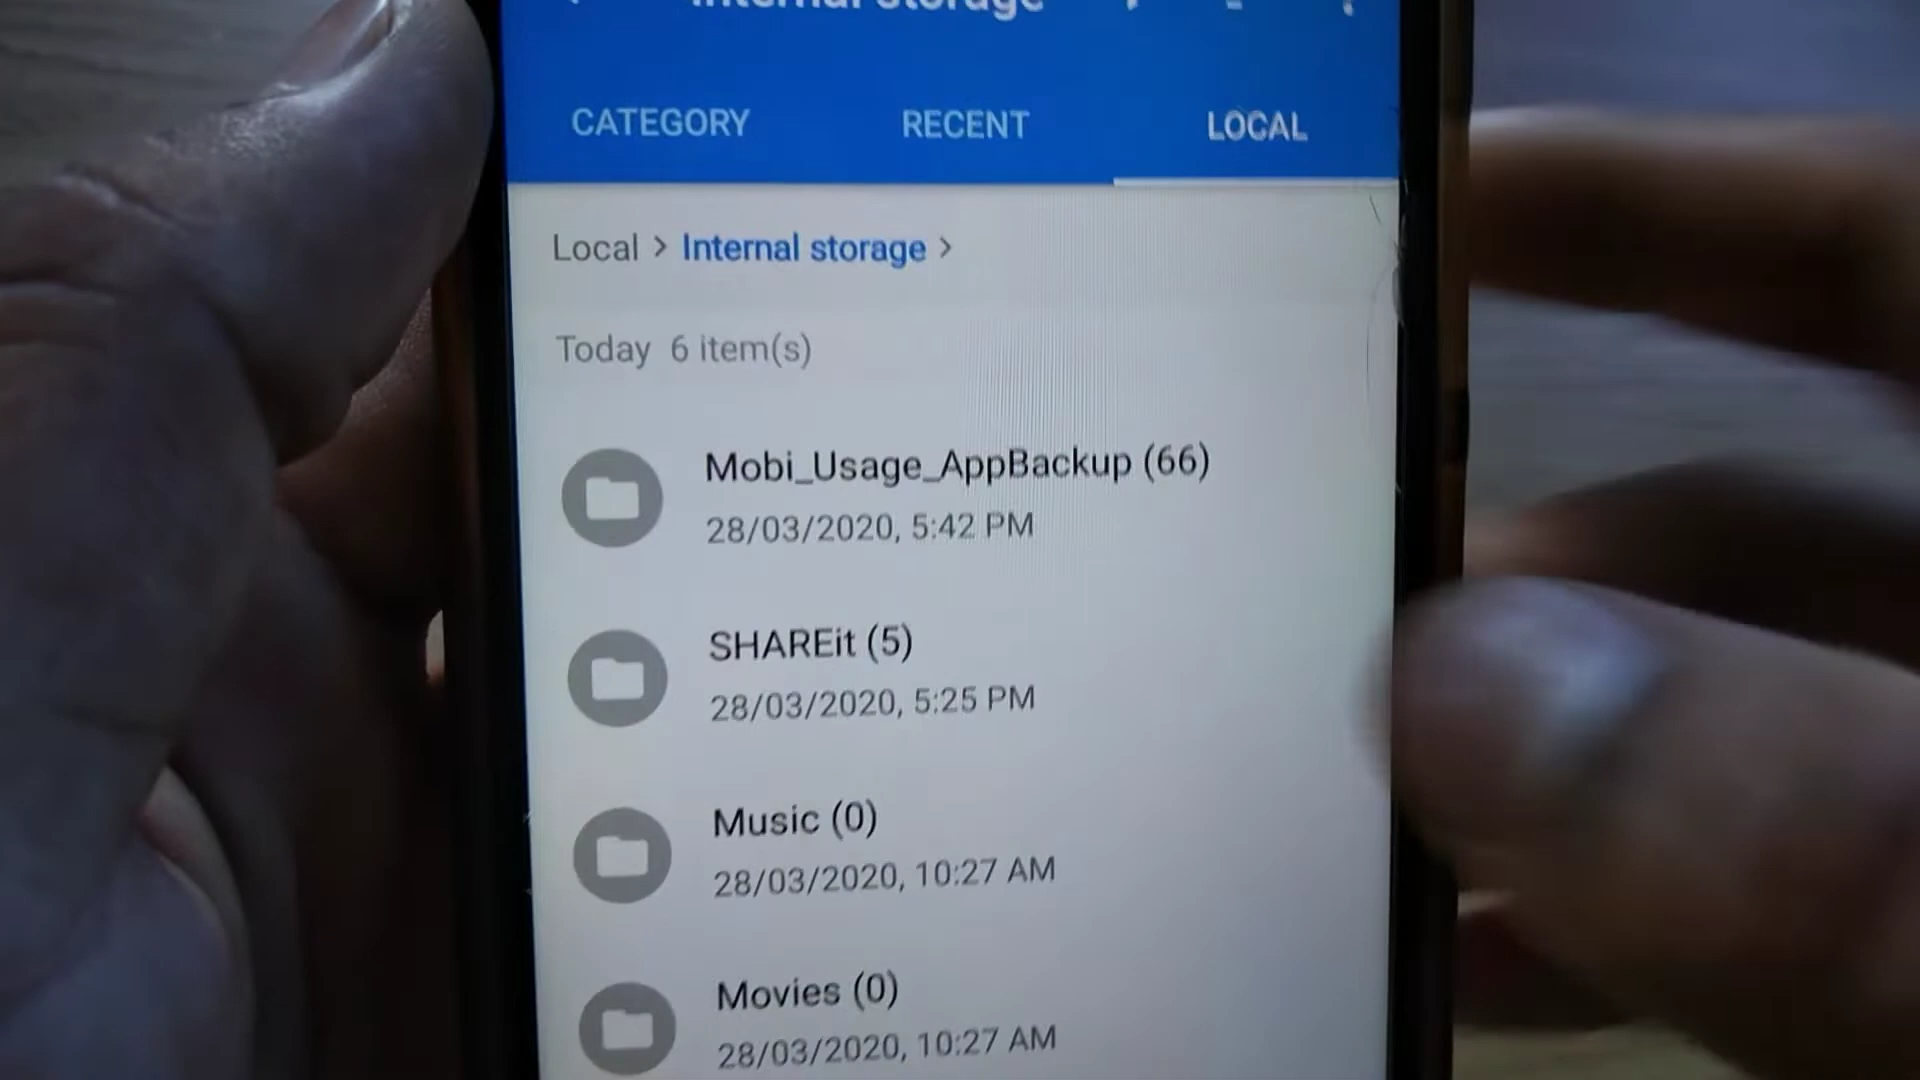 Internal storage
CATEGORY RECENT LOCAL
Local > Internal storage >
Today 6 item(s)
Mobi_Usage_AppBackup (66)
28/03/2020, 5:42 PM
SHAREit (5)
28/03/2020, 5:25 PM
Music (0)
28/03/2020, 10:27 AM
Movies (0)
28/03/2020, 10:27 AM